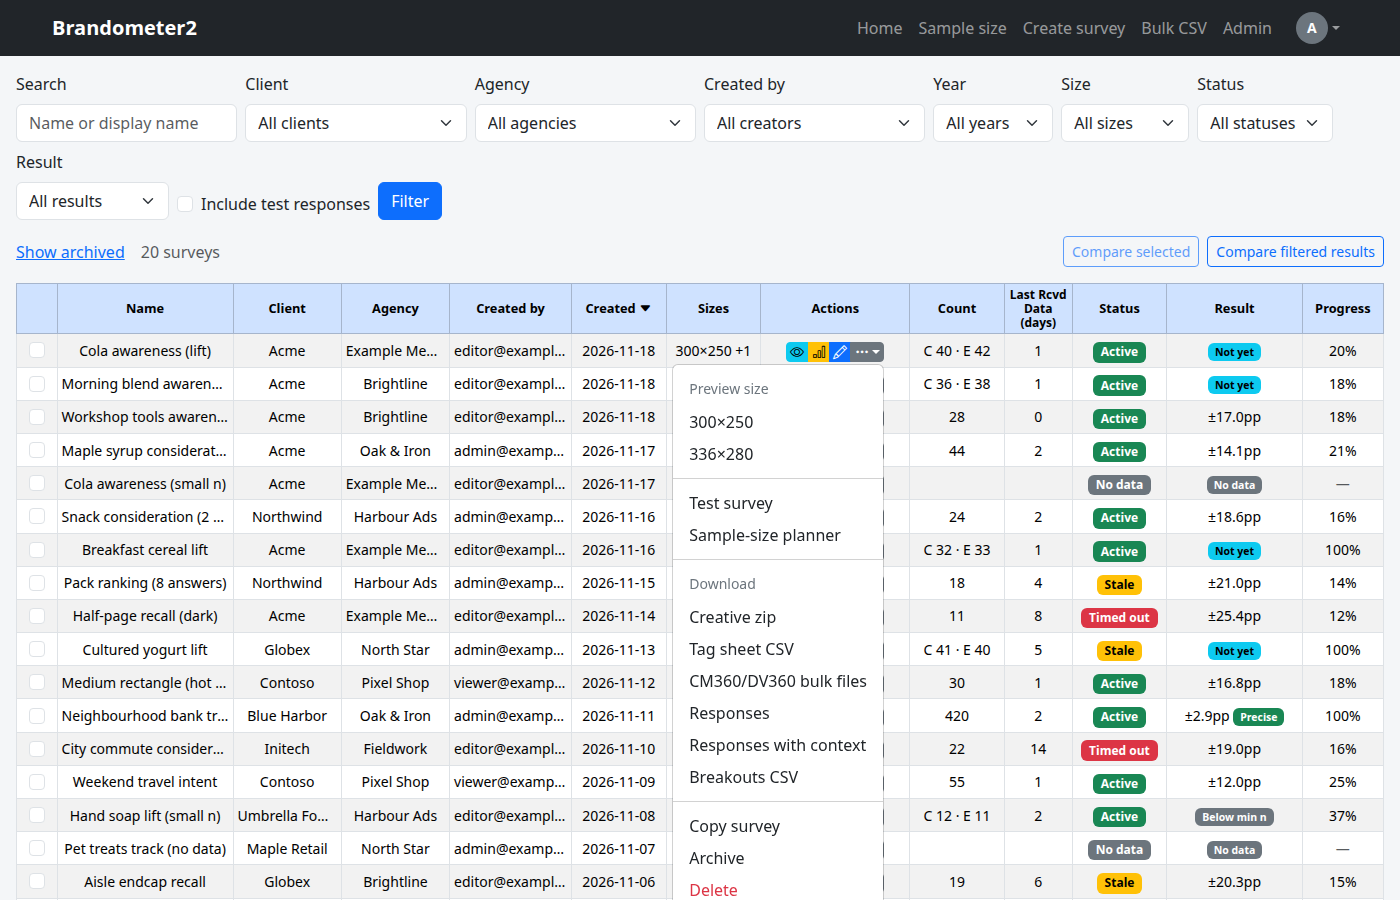 Brandometer2
Home Sample size Create survey Bulk CSV Admin A
Search Client Agency Created by Year Size Status
Name or display name All clients All agencies All creators All years All sizes All statuses
Result
All results Include test responses Filter
Show archived 20 surveys Compare selected Compare filtered results
Name Client Agency Created by Created Sizes Actions Count Last Rcvd Data (days) Status Result Progress
Cola awareness (lift) Acme Example Me... editor@exampl... 2026-11-18 300×250 +1 C 40 · E 42 1 Active Not yet 20%
Morning blend awaren... Acme Brightline editor@exampl... 2026-11-18 C 36 · E 38 1 Active Not yet 18%
Workshop tools awaren... Acme Brightline editor@exampl... 2026-11-18 28 0 Active ±17.0pp 18%
Maple syrup considerat... Acme Oak & Iron admin@examp... 2026-11-17 44 2 Active ±14.1pp 21%
Cola awareness (small n) Acme Example Me... editor@exampl... 2026-11-17 No data No data —
Snack consideration (2 ... Northwind Harbour Ads admin@examp... 2026-11-16 24 2 Active ±18.6pp 16%
Breakfast cereal lift Acme Example Me... editor@exampl... 2026-11-16 C 32 · E 33 1 Active Not yet 100%
Pack ranking (8 answers) Northwind Harbour Ads admin@examp... 2026-11-15 18 4 Stale ±21.0pp 14%
Half-page recall (dark) Acme Example Me... editor@exampl... 2026-11-14 11 8 Timed out ±25.4pp 12%
Cultured yogurt lift Globex North Star admin@examp... 2026-11-13 C 41 · E 40 5 Stale Not yet 100%
Medium rectangle (hot ... Contoso Pixel Shop viewer@examp... 2026-11-12 30 1 Active ±16.8pp 18%
Neighbourhood bank tr... Blue Harbor Oak & Iron admin@examp... 2026-11-11 420 2 Active ±2.9pp Precise 100%
City commute consider... Initech Fieldwork editor@exampl... 2026-11-10 22 14 Timed out ±19.0pp 16%
Weekend travel intent Contoso Pixel Shop viewer@examp... 2026-11-09 55 1 Active ±12.0pp 25%
Hand soap lift (small n) Umbrella Fo... Harbour Ads editor@exampl... 2026-11-08 C 12 · E 11 2 Active Below min n 37%
Pet treats track (no data) Maple Retail North Star admin@examp... 2026-11-07 No data No data —
Aisle endcap recall Globex Brightline editor@exampl... 2026-11-06 19 6 Stale ±20.3pp 15%
Preview size
300×250
336×280
Test survey
Sample-size planner
Download
Creative zip
Tag sheet CSV
CM360/DV360 bulk files
Responses
Responses with context
Breakouts CSV
Copy survey
Archive
Delete